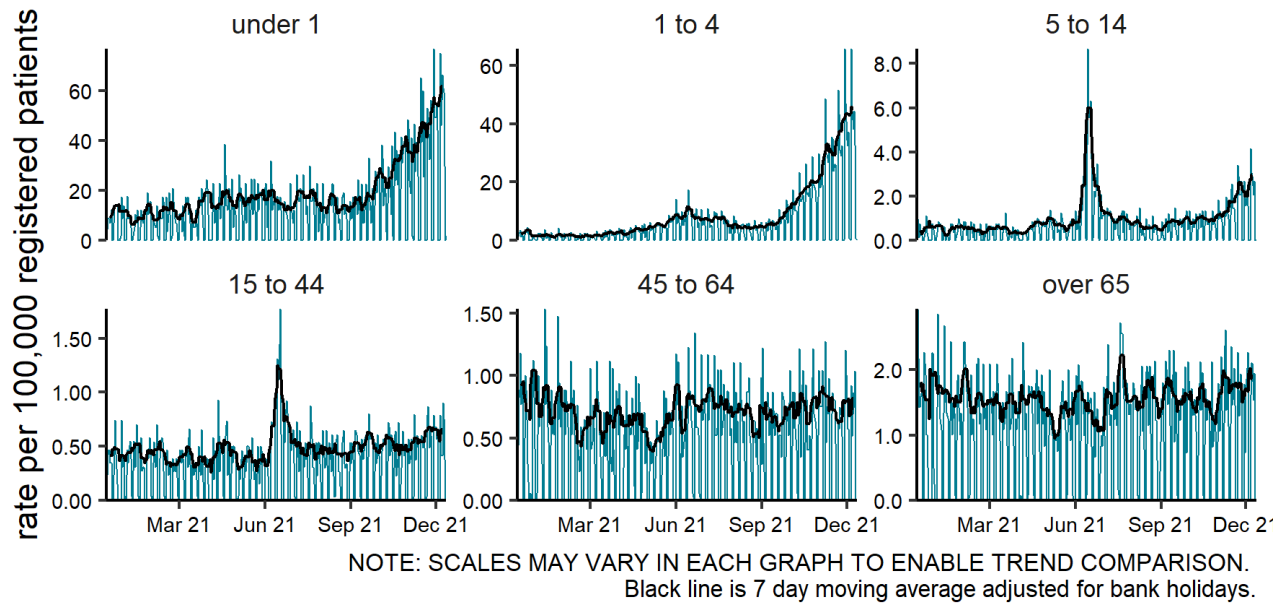 rate per 100,000 registered patients
under 1
60
40
20
0
1 to 4
60
40
20
0
5 to 14
8.0
6.0
4.0
2.0
0.0
15 to 44
1.50
1.00
0.50
0.00
Mar 21 Jun 21 Sep 21 Dec 21
45 to 64
1.50
1.00
0.50
0.00
Mar 21 Jun 21 Sep 21 Dec 21
over 65
2.0
1.0
0.0
Mar 21 Jun 21 Sep 21 Dec 21
NOTE: SCALES MAY VARY IN EACH GRAPH TO ENABLE TREND COMPARISON.
Black line is 7 day moving average adjusted for bank holidays.